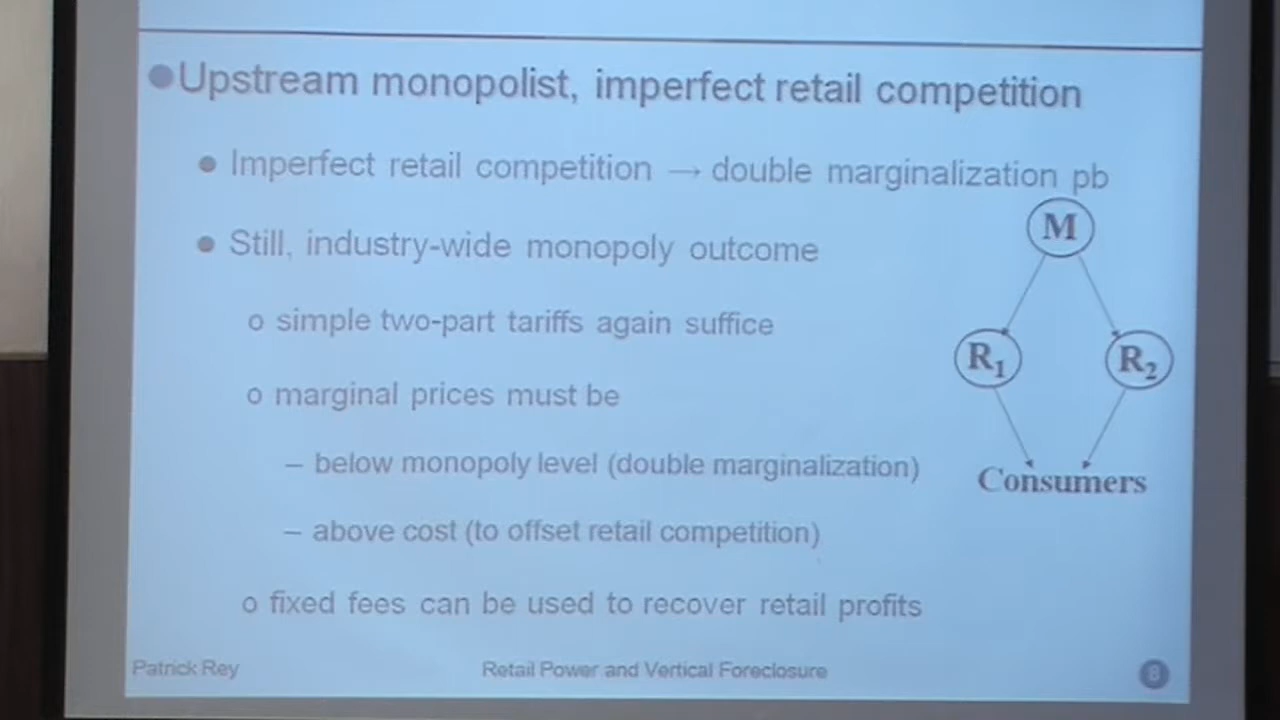 Upstream monopolist, imperfect retail competition
Imperfect retail competition → double marginalization pb
Still, industry-wide monopoly outcome
o simple two-part tariffs again suffice
o marginal prices must be
– below monopoly level (double marginalization)
– above cost (to offset retail competition)
o fixed fees can be used to recover retail profits
M
R1
R2
Consumers
Patrick Rey
Retail Power and Vertical Foreclosure